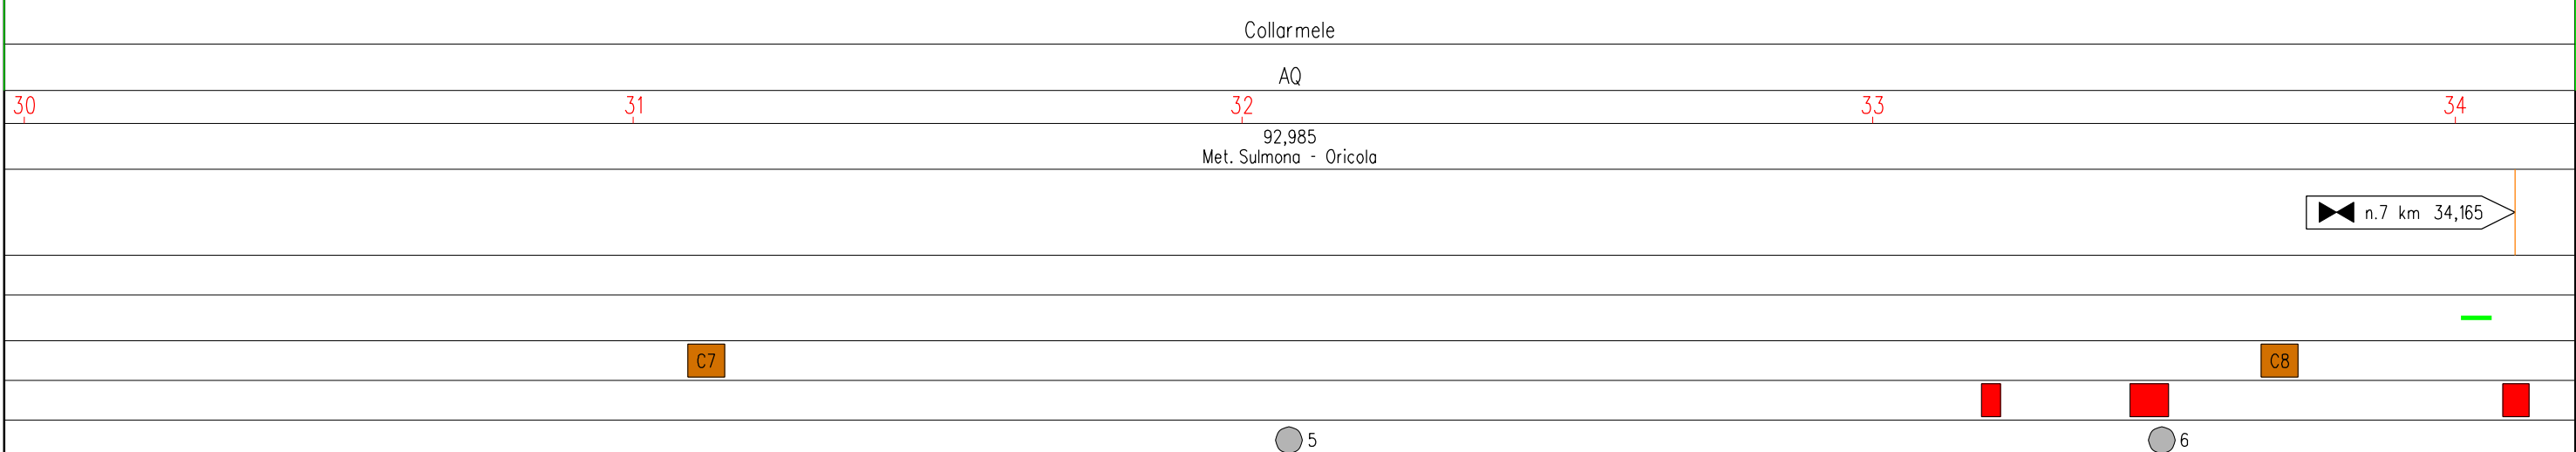 Collarmele
AQ
30 31 32 33 34
92,985
Met. Sulmona - Oricola
n.7 km 34,165
C7 C8
5 6